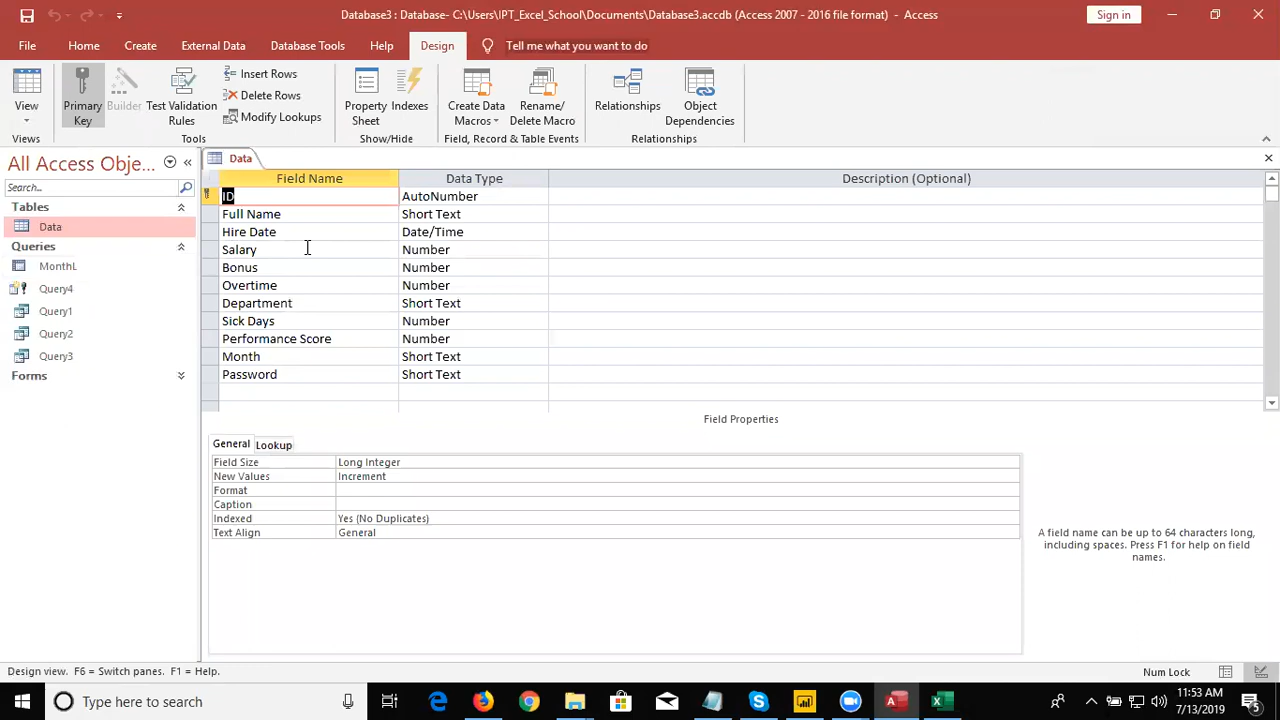 Database3 : Database- C:\Users\IPT_Excel_School\Documents\Database3.accdb (Access 2007 - 2016 file format) - Access
Sign in
File Home Create External Data Database Tools Help Design Tell me what you want to do
View
Views
Primary Key
Builder
Test Validation Rules
Insert Rows
Delete Rows
Modify Lookups
Tools
Property Sheet
Indexes
Show/Hide
Create Data Macros
Rename/ Delete Macro
Field, Record & Table Events
Relationships
Object Dependencies
Relationships
All Access Obje...
Search...
Tables
Data
Queries
MonthL
Query4
Query1
Query2
Query3
Forms
Data
Field Name Data Type Description (Optional)
ID AutoNumber
Full Name Short Text
Hire Date Date/Time
Salary Number
Bonus Number
Overtime Number
Department Short Text
Sick Days Number
Performance Score Number
Month Short Text
Password Short Text
Field Properties
General Lookup
Field Size Long Integer
New Values Increment
Format
Caption
Indexed Yes (No Duplicates)
Text Align General
A field name can be up to 64 characters long,
including spaces. Press F1 for help on field
names.
Design view. F6 = Switch panes. F1 = Help.
Num Lock
Type here to search
11:53 AM
7/13/2019
5